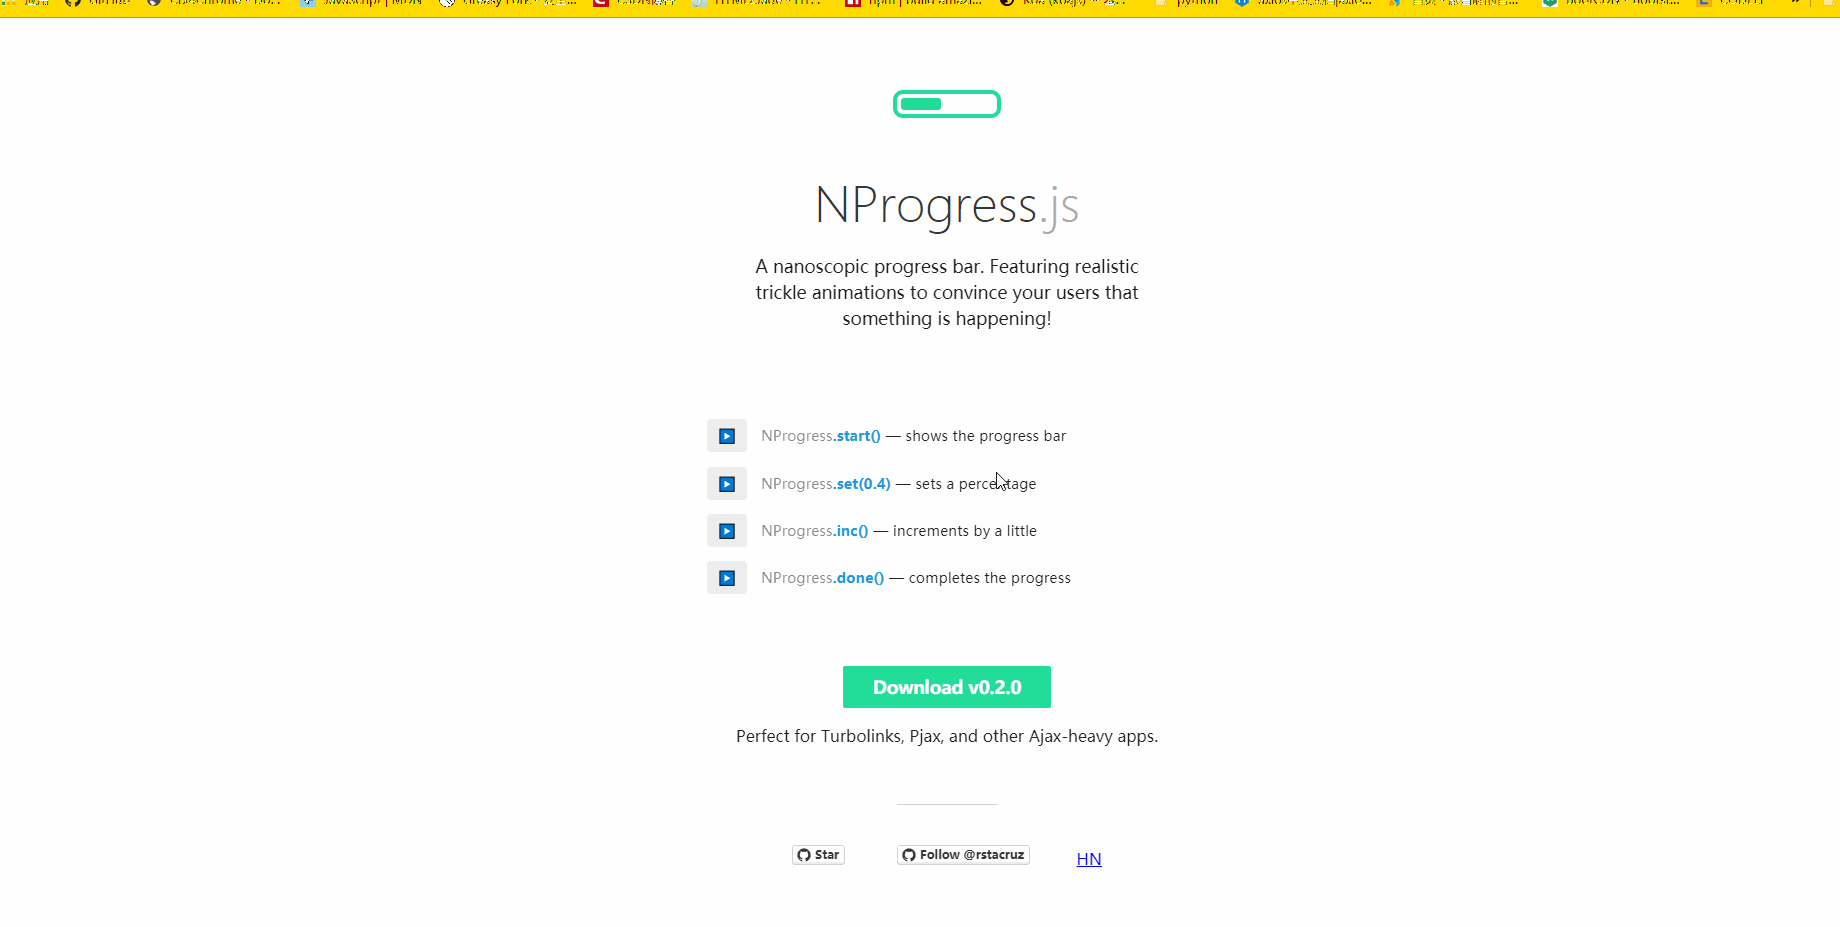 NProgress.js
A nanoscopic progress bar. Featuring realistic
trickle animations to convince your users that
something is happening!
NProgress.start() — shows the progress bar
NProgress.set(0.4) — sets a percentage
NProgress.inc() — increments by a little
NProgress.done() — completes the progress
Download v0.2.0
Perfect for Turbolinks, Pjax, and other Ajax-heavy apps.
Star
Follow @rstacruz
HN